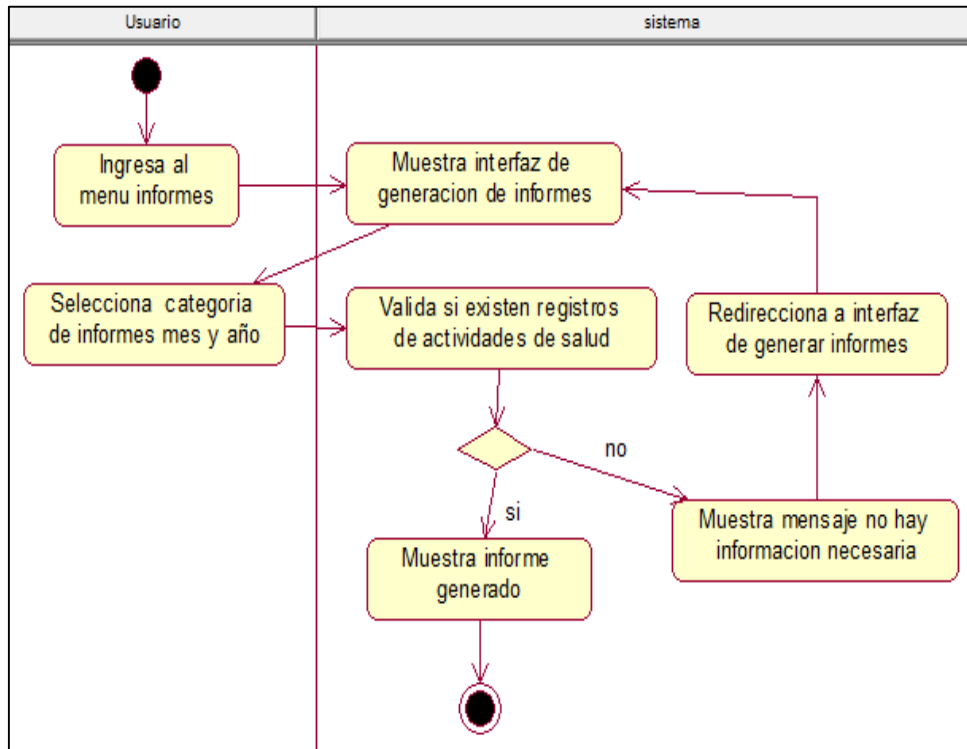 Usuario
sistema
Ingresa al
menu informes
Muestra interfaz de
generacion de informes
Selecciona categoria
de informes mes y año
Valida si existen registros
de actividades de salud
Redirecciona a interfaz
de generar informes
no
si
Muestra mensaje no hay
informacion necesaria
Muestra informe
generado